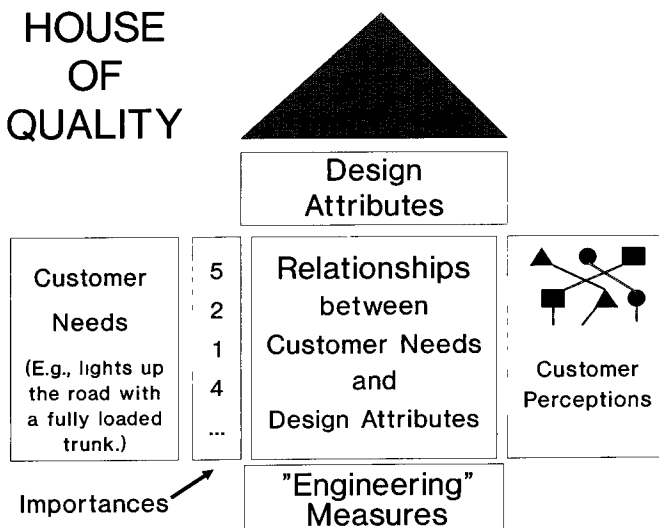 HOUSE
OF
QUALITY
Design
Attributes
Customer
Needs
(E.g., lights up
the road with
a fully loaded
trunk.)
5
2
1
4
...
Relationships
between
Customer Needs
and
Design Attributes
Customer
Perceptions
Importances
"Engineering"
Measures